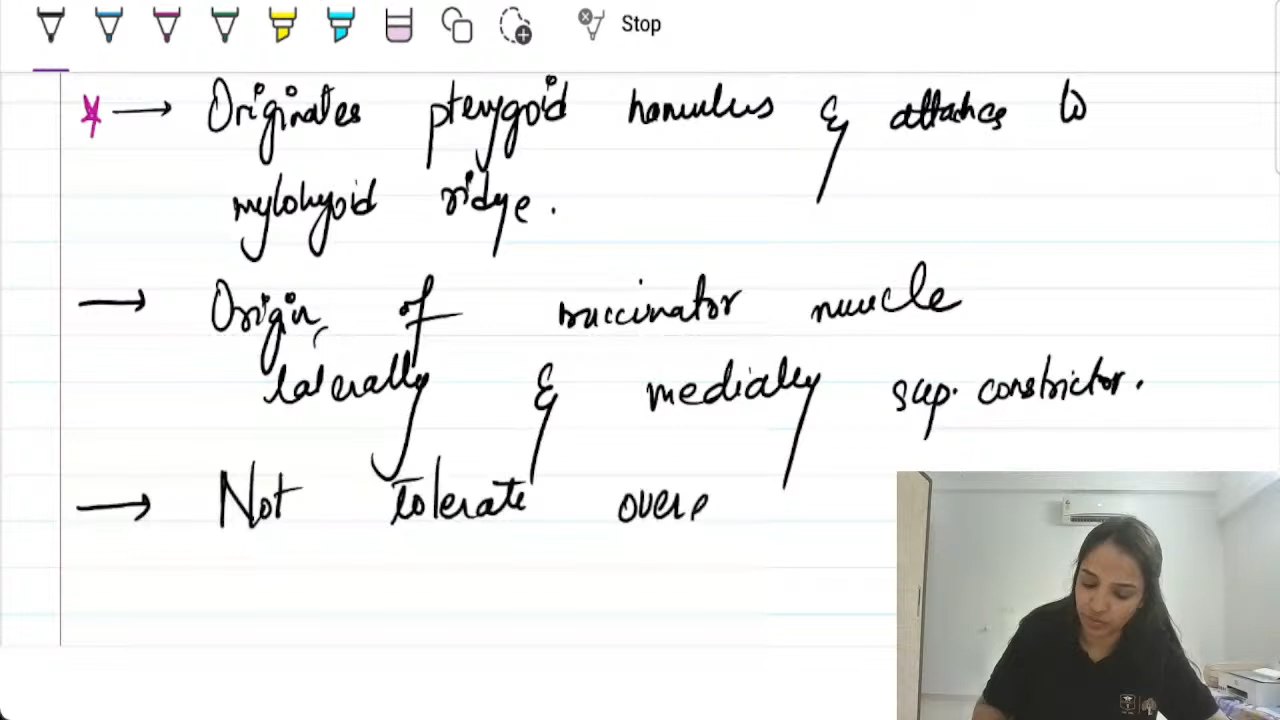 Stop
→ Originates pterygoid hamulus & attaches to
mylohyoid ridge.
→ Origin of buccinator muscle
laterally & medially sup. constrictor.
→ Not tolerate over